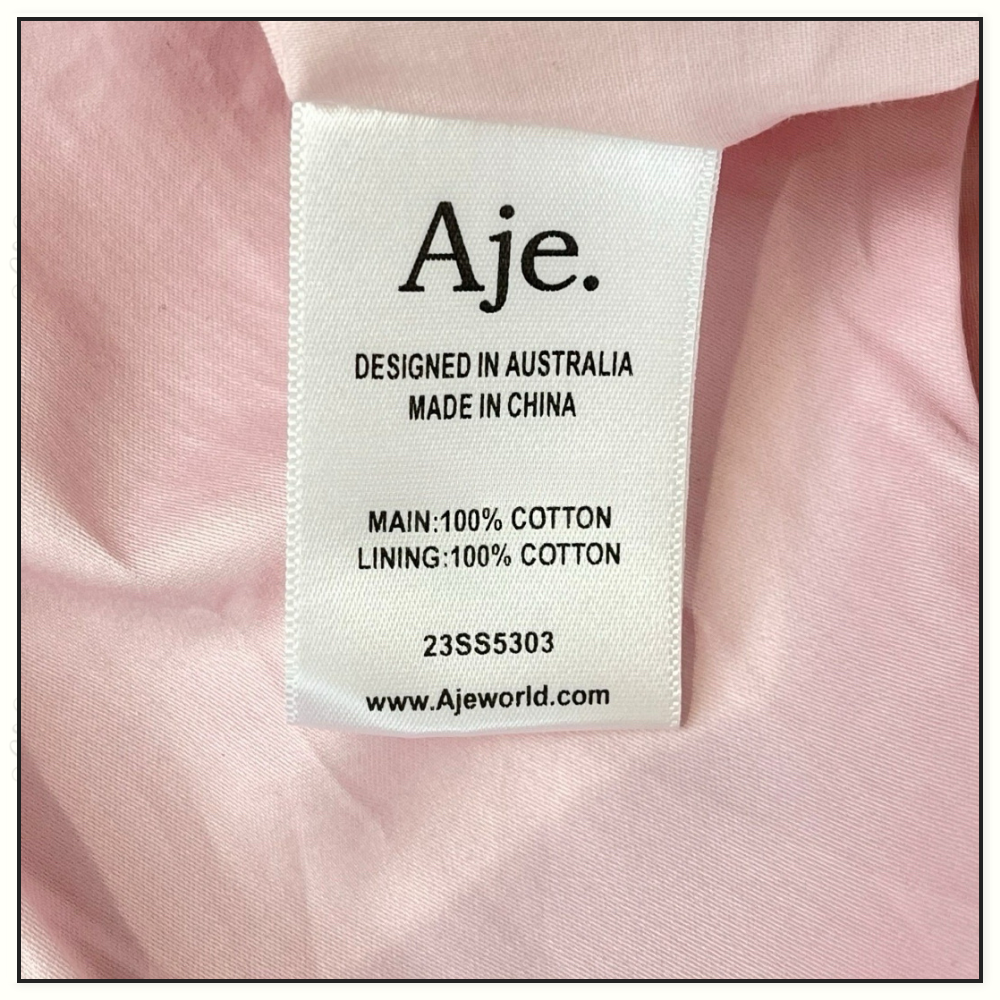 Aje.
DESIGNED IN AUSTRALIA
MADE IN CHINA
MAIN:100% COTTON
LINING:100% COTTON
23SS5303
www.Ajeworld.com